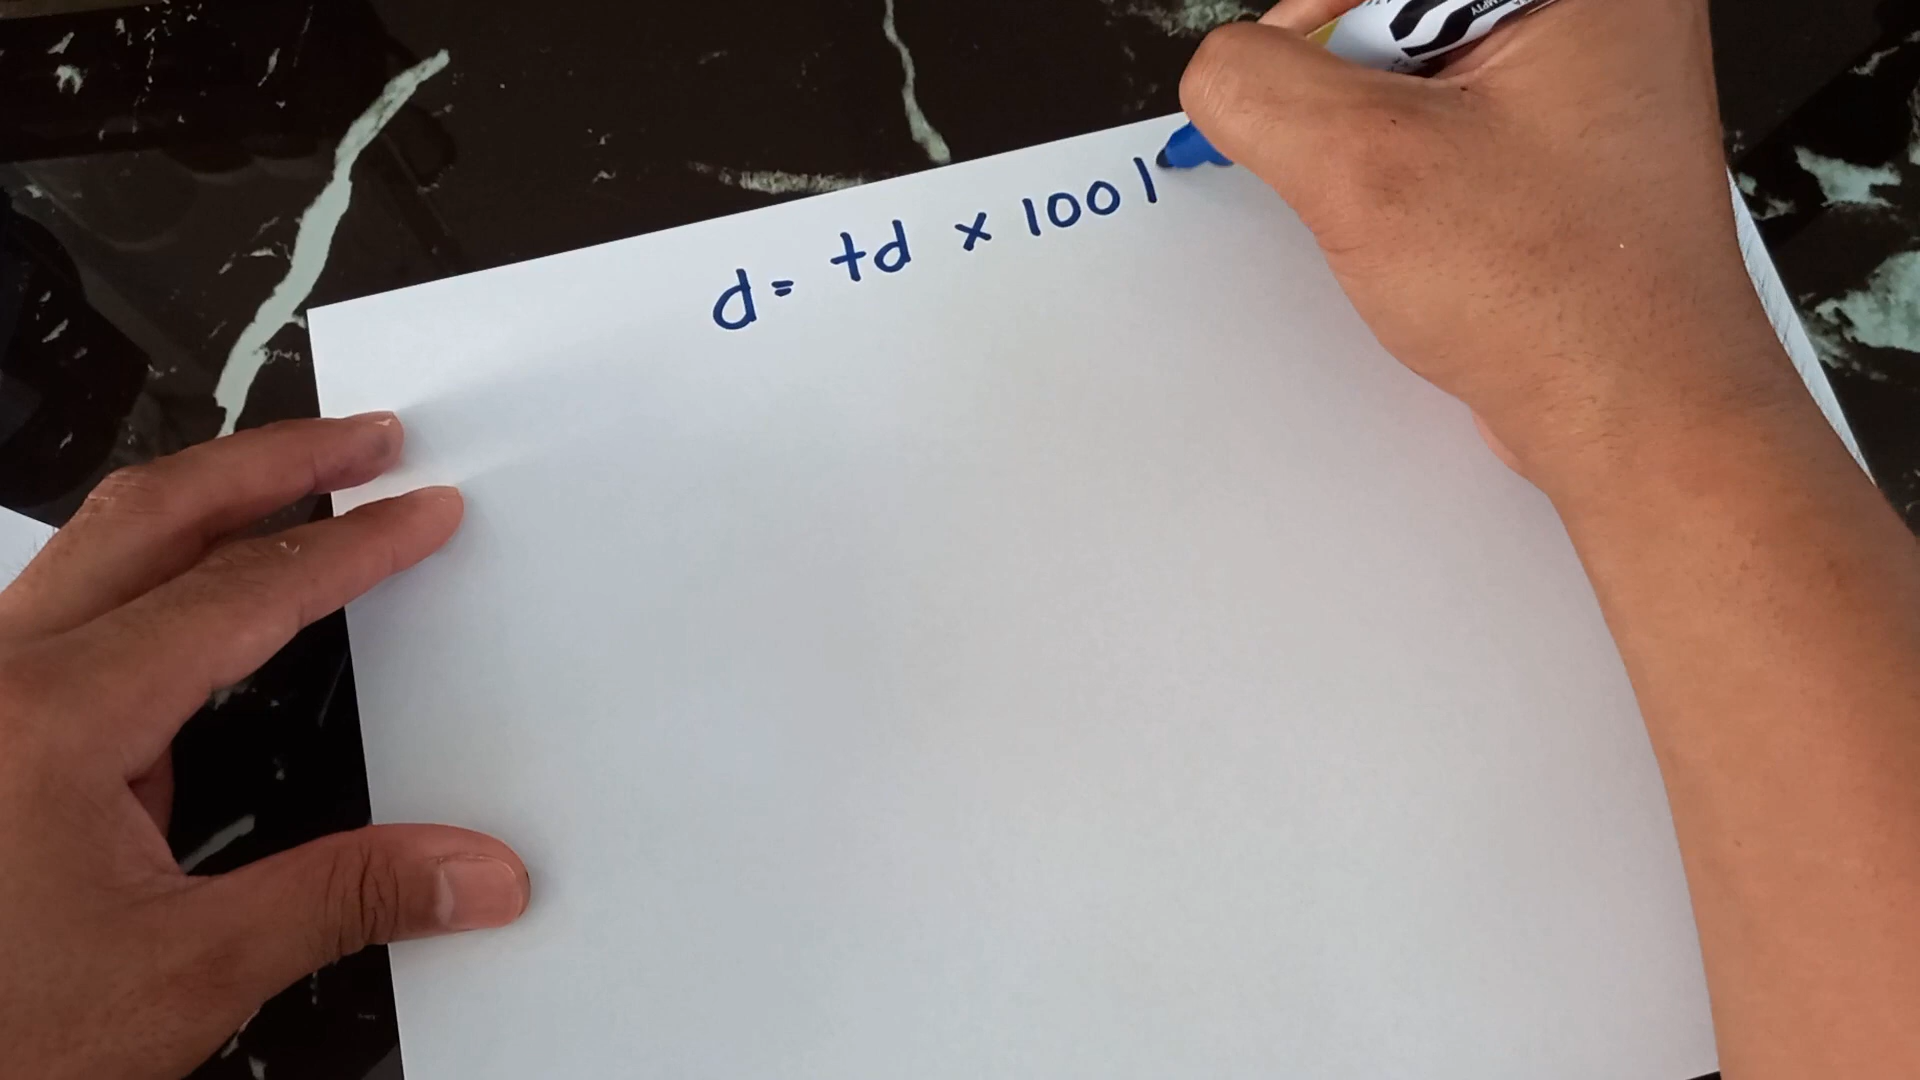 d = td x 100 l